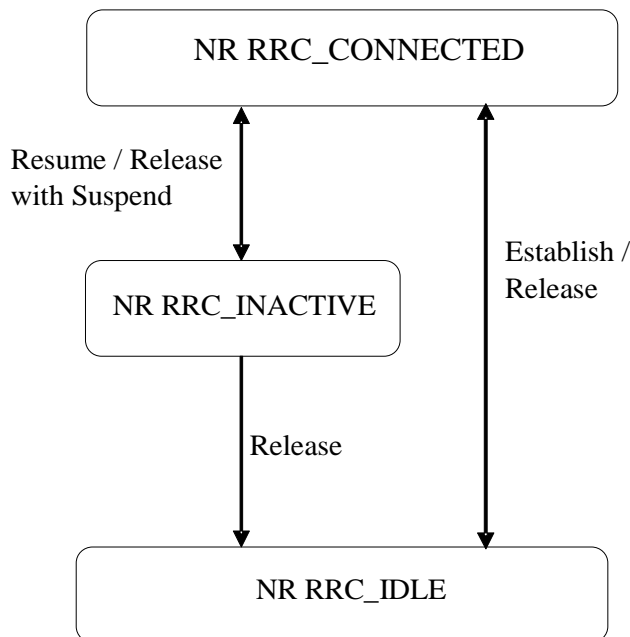 NR RRC_CONNECTED
Resume / Release
with Suspend
Establish /
Release
NR RRC_INACTIVE
Release
NR RRC_IDLE